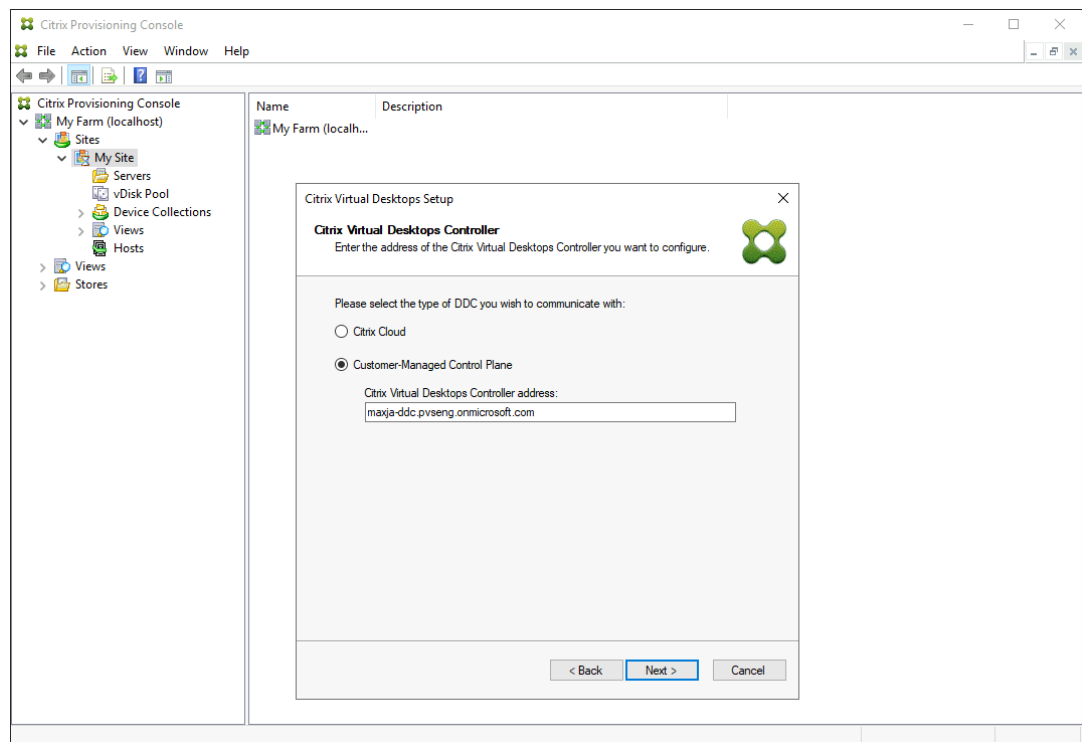 Citrix Provisioning Console
File Action View Window Help
Citrix Provisioning Console
My Farm (localhost)
Sites
My Site
Servers
vDisk Pool
Device Collections
Views
Hosts
Views
Stores
Name Description
My Farm (localh...
Citrix Virtual Desktops Setup
Citrix Virtual Desktops Controller
Enter the address of the Citrix Virtual Desktops Controller you want to configure.
Please select the type of DDC you wish to communicate with:
Citrix Cloud
Customer-Managed Control Plane
Citrix Virtual Desktops Controller address:
maxja-ddc.pvseng.onmicrosoft.com
< Back Next > Cancel